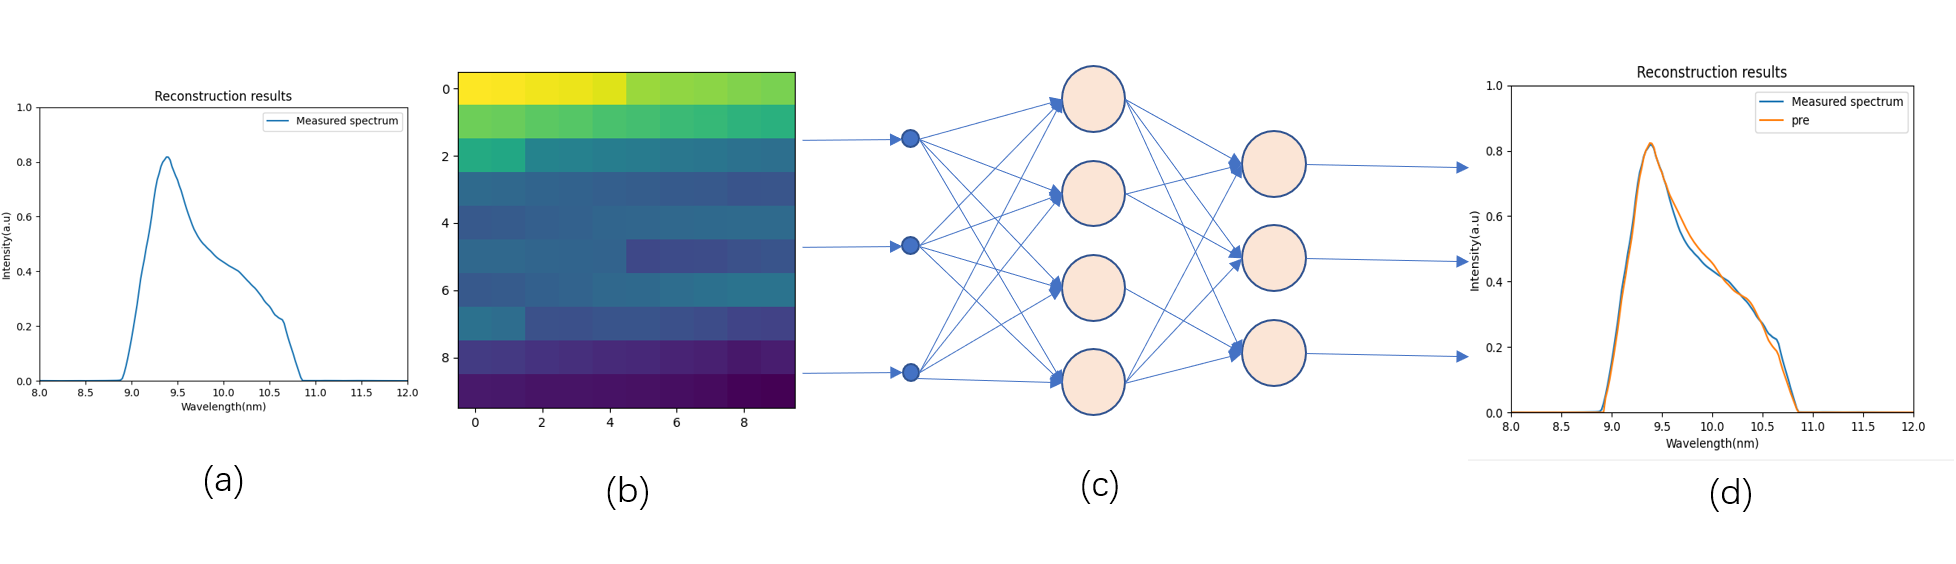 Reconstruction results
Measured spectrum
1.0
0.8
0.6
0.4
0.2
0.0
Intensity(a.u)
8.0 8.5 9.0 9.5 10.0 10.5 11.0 11.5 12.0
Wavelength(nm)
(a)
0
2
4
6
8
0 2 4 6 8
(b)
(c)
Reconstruction results
Measured spectrum
pre
1.0
0.8
0.6
0.4
0.2
0.0
Intensity(a.u)
8.0 8.5 9.0 9.5 10.0 10.5 11.0 11.5 12.0
Wavelength(nm)
(d)